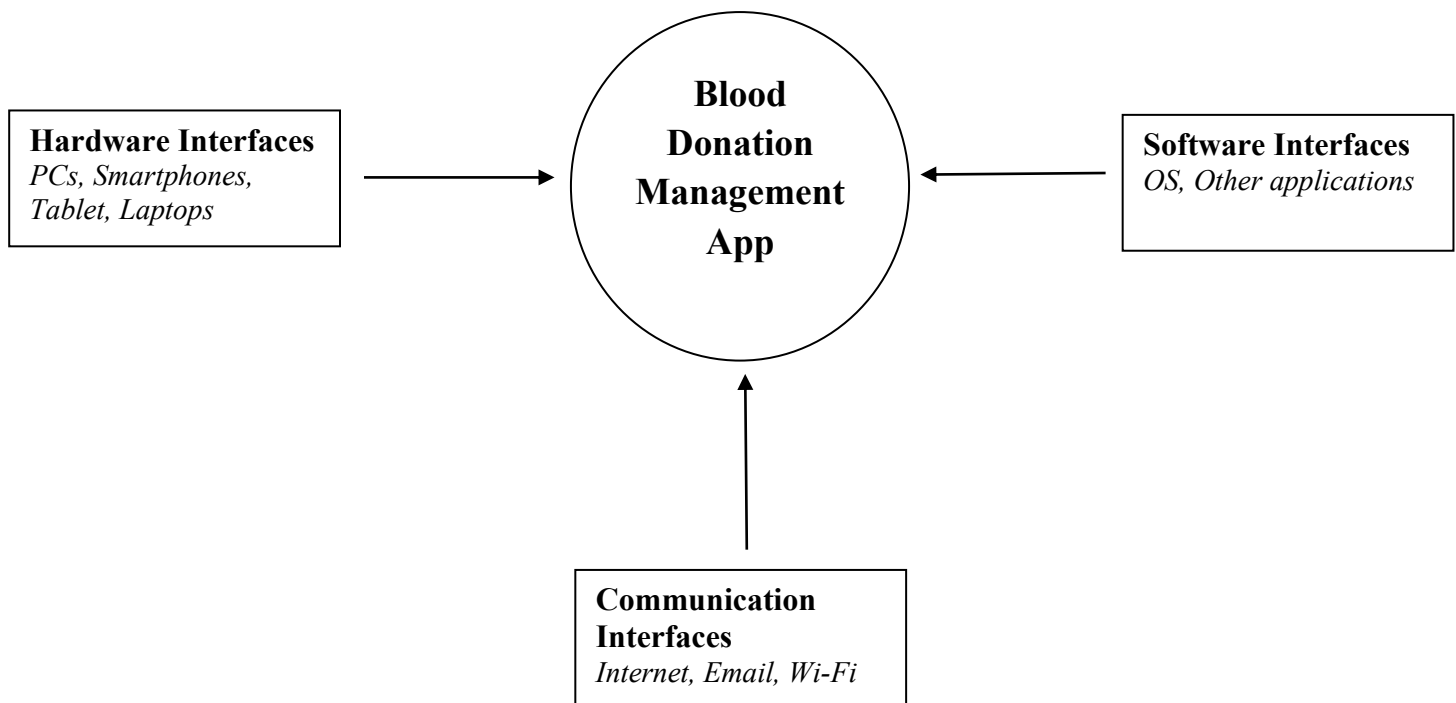 Blood
Donation
Management
App
Hardware Interfaces
PCs, Smartphones,
Tablet, Laptops
Software Interfaces
OS, Other applications
Communication
Interfaces
Internet, Email, Wi-Fi